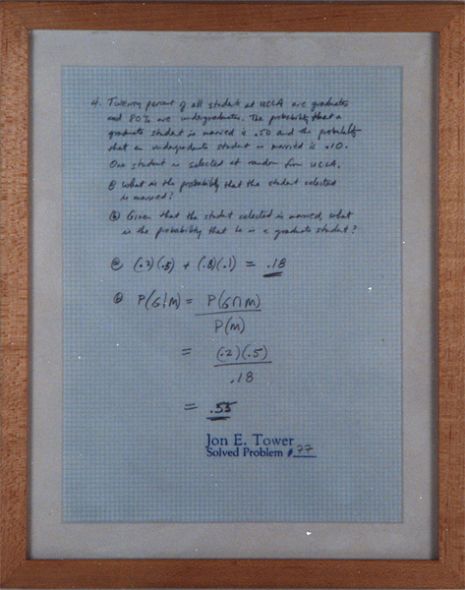 4. Twenty percent of all students at UCLA are graduates
and 80% are undergraduates. The probability that a
graduate student is married is .50 and the probability
that an undergraduate student is married is .10.
One student is selected at random from UCLA.
ⓐ What is the probability that the student selected
is married?
ⓑ Given that the student selected is married, what
is the probability that he is a graduate student?
ⓐ (.2)(.5) + (.8)(.1) = .18
ⓑ P(G|M) = P(G∩M)
P(M)
= (.2)(.5)
.18
= .55
Jon E. Tower
Solved Problem # 77